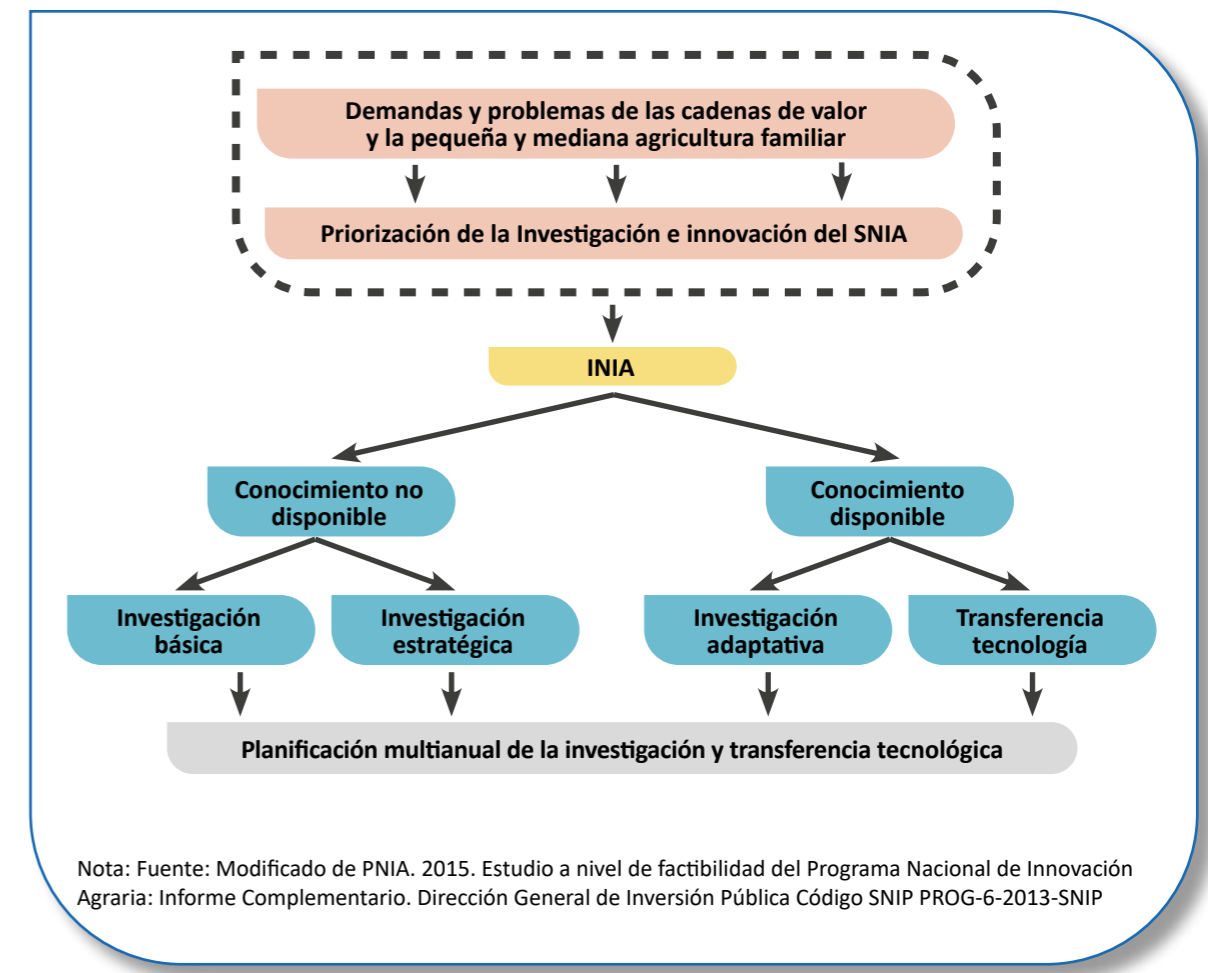 Demandas y problemas de las cadenas de valor
y la pequeña y mediana agricultura familiar
Priorización de la Investigación e innovación del SNIA
INIA
Conocimiento no
disponible
Conocimiento
disponible
Investigación
básica
Investigación
estratégica
Investigación
adaptativa
Transferencia
tecnología
Planificación multianual de la investigación y transferencia tecnológica
Nota: Fuente: Modificado de PNIA. 2015. Estudio a nivel de factibilidad del Programa Nacional de Innovación
Agraria: Informe Complementario. Dirección General de Inversión Pública Código SNIP PROG-6-2013-SNIP